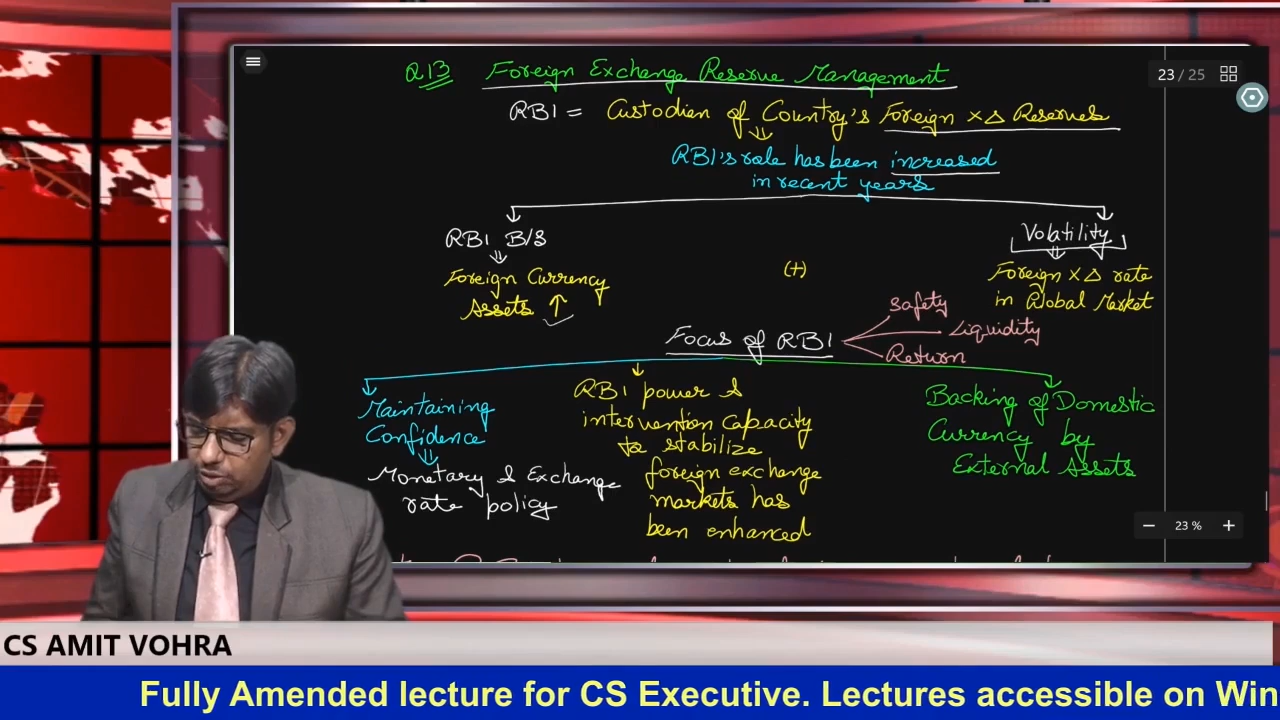 Q13 Foreign Exchange Reserve Management
23 / 25
RBI = Custodian of Country's Foreign x∆ Reserves
RBI's role has been increased
in recent years
RBI B/S
Foreign Currency
Assets ↑
(+)
Volatility
Foreign x∆ rate
in Global Market
Focus of RBI
Safety
Liquidity
Return
Maintaining
Confidence
Monetary & Exchange
rate policy
RBI power &
intervention capacity
to stabilize
foreign exchange
markets has
been enhanced
Backing of Domestic
Currency by
External Assets
− 23 % +
CS AMIT VOHRA
Fully Amended lecture for CS Executive. Lectures accessible on Win